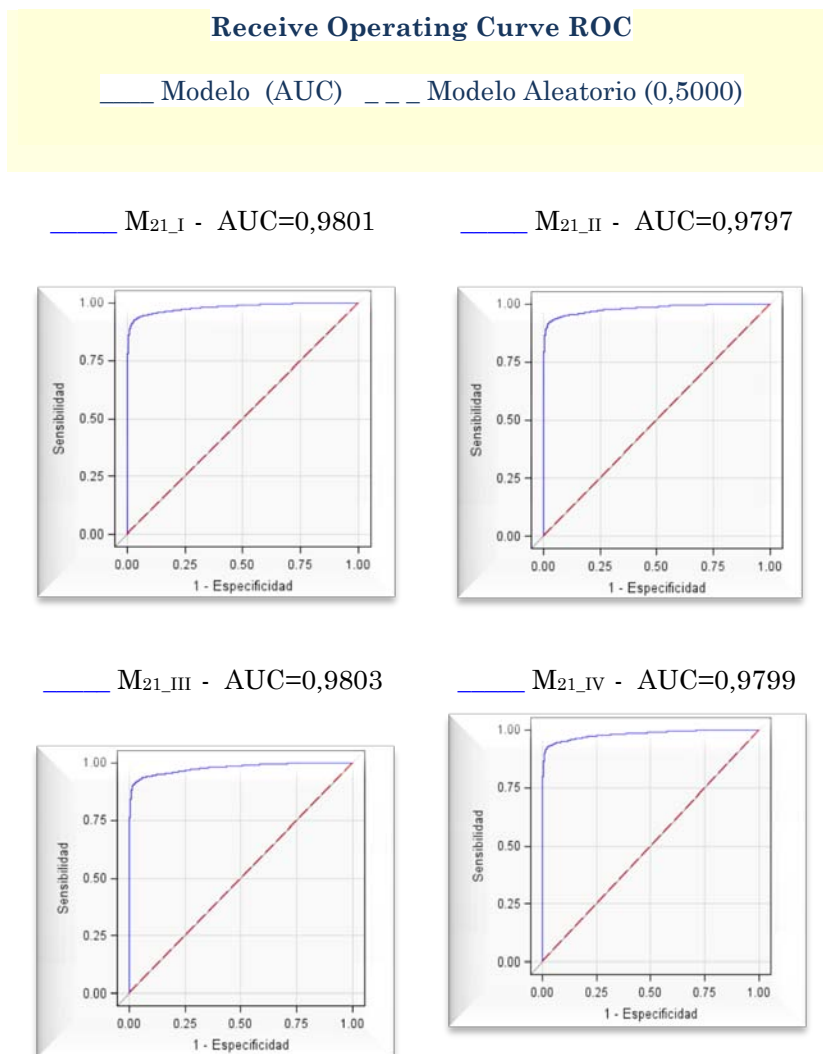 Receive Operating Curve ROC
____ Modelo (AUC) _ _ _ Modelo Aleatorio (0,5000)
_____ M21_I - AUC=0,9801
_____ M21_II - AUC=0,9797
1.00
0.75
0.50
0.25
0.00
Sensibilidad
0.00 0.25 0.50 0.75 1.00
1 - Especificidad
1.00
0.75
0.50
0.25
0.00
Sensibilidad
0.00 0.25 0.50 0.75 1.00
1 - Especificidad
_____ M21_III - AUC=0,9803
_____ M21_IV - AUC=0,9799
1.00
0.75
0.50
0.25
0.00
Sensibilidad
0.00 0.25 0.50 0.75 1.00
1 - Especificidad
1.00
0.75
0.50
0.25
0.00
Sensibilidad
0.00 0.25 0.50 0.75 1.00
1 - Especificidad